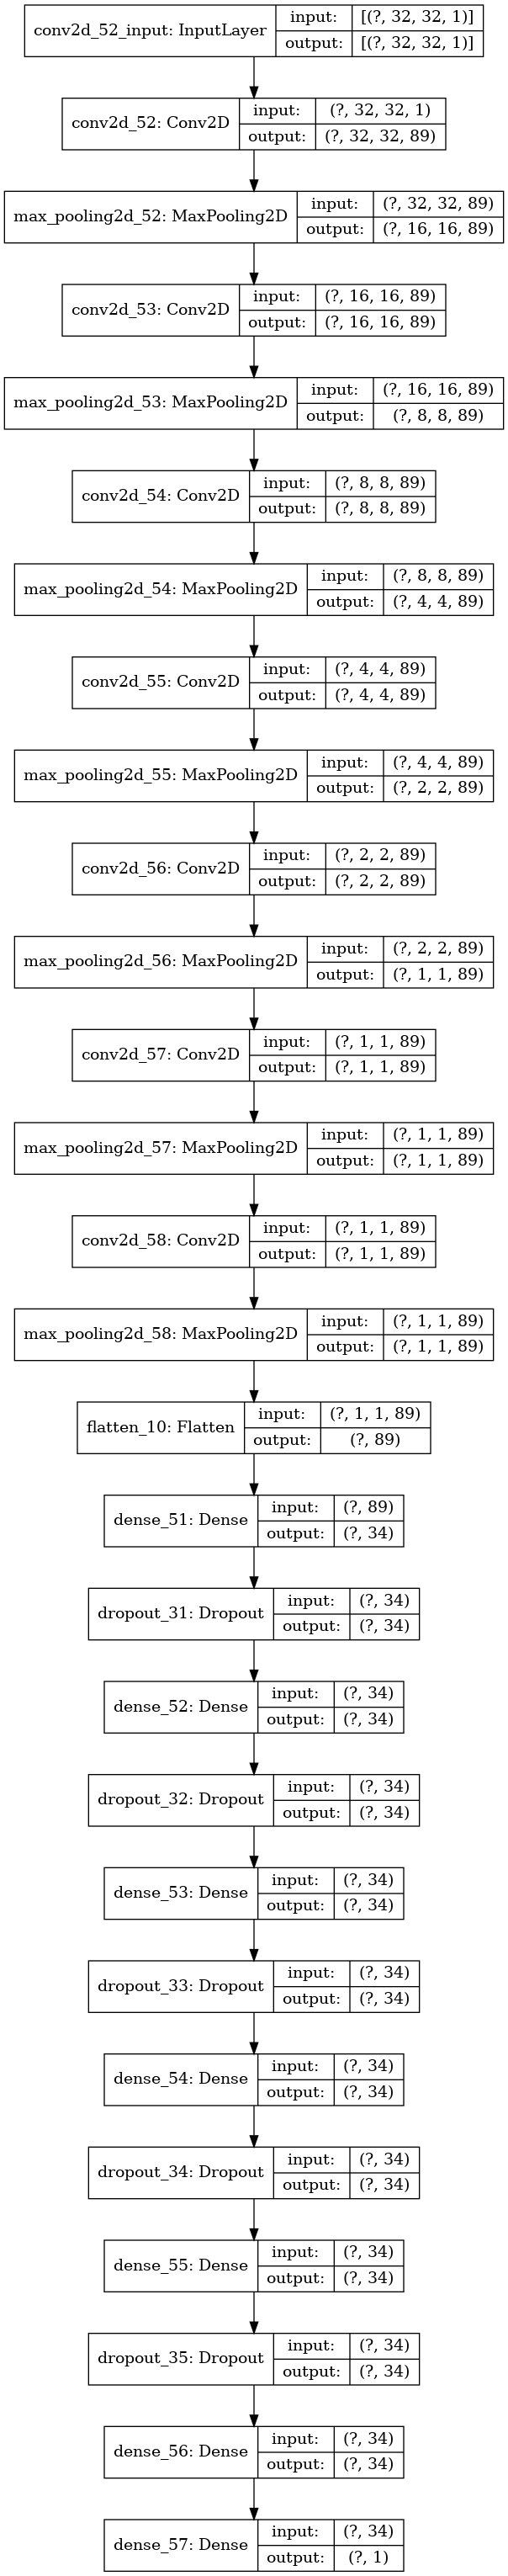 conv2d_52_input: InputLayer input: [(?, 32, 32, 1)]
output: [(?, 32, 32, 1)]
conv2d_52: Conv2D input: (?, 32, 32, 1)
output: (?, 32, 32, 89)
max_pooling2d_52: MaxPooling2D input: (?, 32, 32, 89)
output: (?, 16, 16, 89)
conv2d_53: Conv2D input: (?, 16, 16, 89)
output: (?, 16, 16, 89)
max_pooling2d_53: MaxPooling2D input: (?, 16, 16, 89)
output: (?, 8, 8, 89)
conv2d_54: Conv2D input: (?, 8, 8, 89)
output: (?, 8, 8, 89)
max_pooling2d_54: MaxPooling2D input: (?, 8, 8, 89)
output: (?, 4, 4, 89)
conv2d_55: Conv2D input: (?, 4, 4, 89)
output: (?, 4, 4, 89)
max_pooling2d_55: MaxPooling2D input: (?, 4, 4, 89)
output: (?, 2, 2, 89)
conv2d_56: Conv2D input: (?, 2, 2, 89)
output: (?, 2, 2, 89)
max_pooling2d_56: MaxPooling2D input: (?, 2, 2, 89)
output: (?, 1, 1, 89)
conv2d_57: Conv2D input: (?, 1, 1, 89)
output: (?, 1, 1, 89)
max_pooling2d_57: MaxPooling2D input: (?, 1, 1, 89)
output: (?, 1, 1, 89)
conv2d_58: Conv2D input: (?, 1, 1, 89)
output: (?, 1, 1, 89)
max_pooling2d_58: MaxPooling2D input: (?, 1, 1, 89)
output: (?, 1, 1, 89)
flatten_10: Flatten input: (?, 1, 1, 89)
output: (?, 89)
dense_51: Dense input: (?, 89)
output: (?, 34)
dropout_31: Dropout input: (?, 34)
output: (?, 34)
dense_52: Dense input: (?, 34)
output: (?, 34)
dropout_32: Dropout input: (?, 34)
output: (?, 34)
dense_53: Dense input: (?, 34)
output: (?, 34)
dropout_33: Dropout input: (?, 34)
output: (?, 34)
dense_54: Dense input: (?, 34)
output: (?, 34)
dropout_34: Dropout input: (?, 34)
output: (?, 34)
dense_55: Dense input: (?, 34)
output: (?, 34)
dropout_35: Dropout input: (?, 34)
output: (?, 34)
dense_56: Dense input: (?, 34)
output: (?, 34)
dense_57: Dense input: (?, 34)
output: (?, 1)